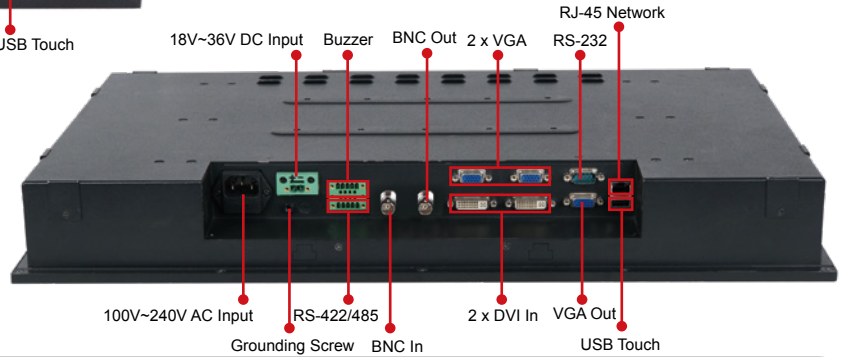 RJ-45 Network
USB Touch
18V~36V DC Input
Buzzer
BNC Out
2 x VGA
RS-232
100V~240V AC Input
RS-422/485
2 x DVI In
VGA Out
Grounding Screw
BNC In
USB Touch